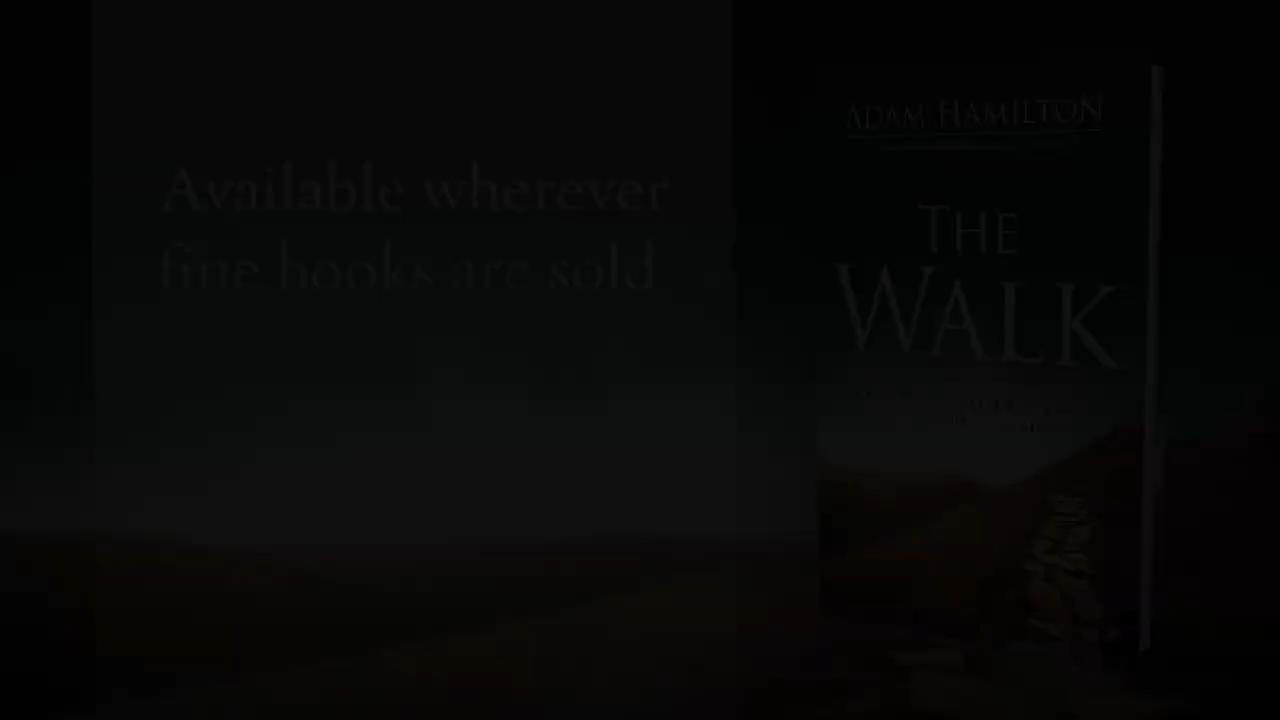 Available wherever
fine books are sold
ADAM HAMILTON
THE
WALK